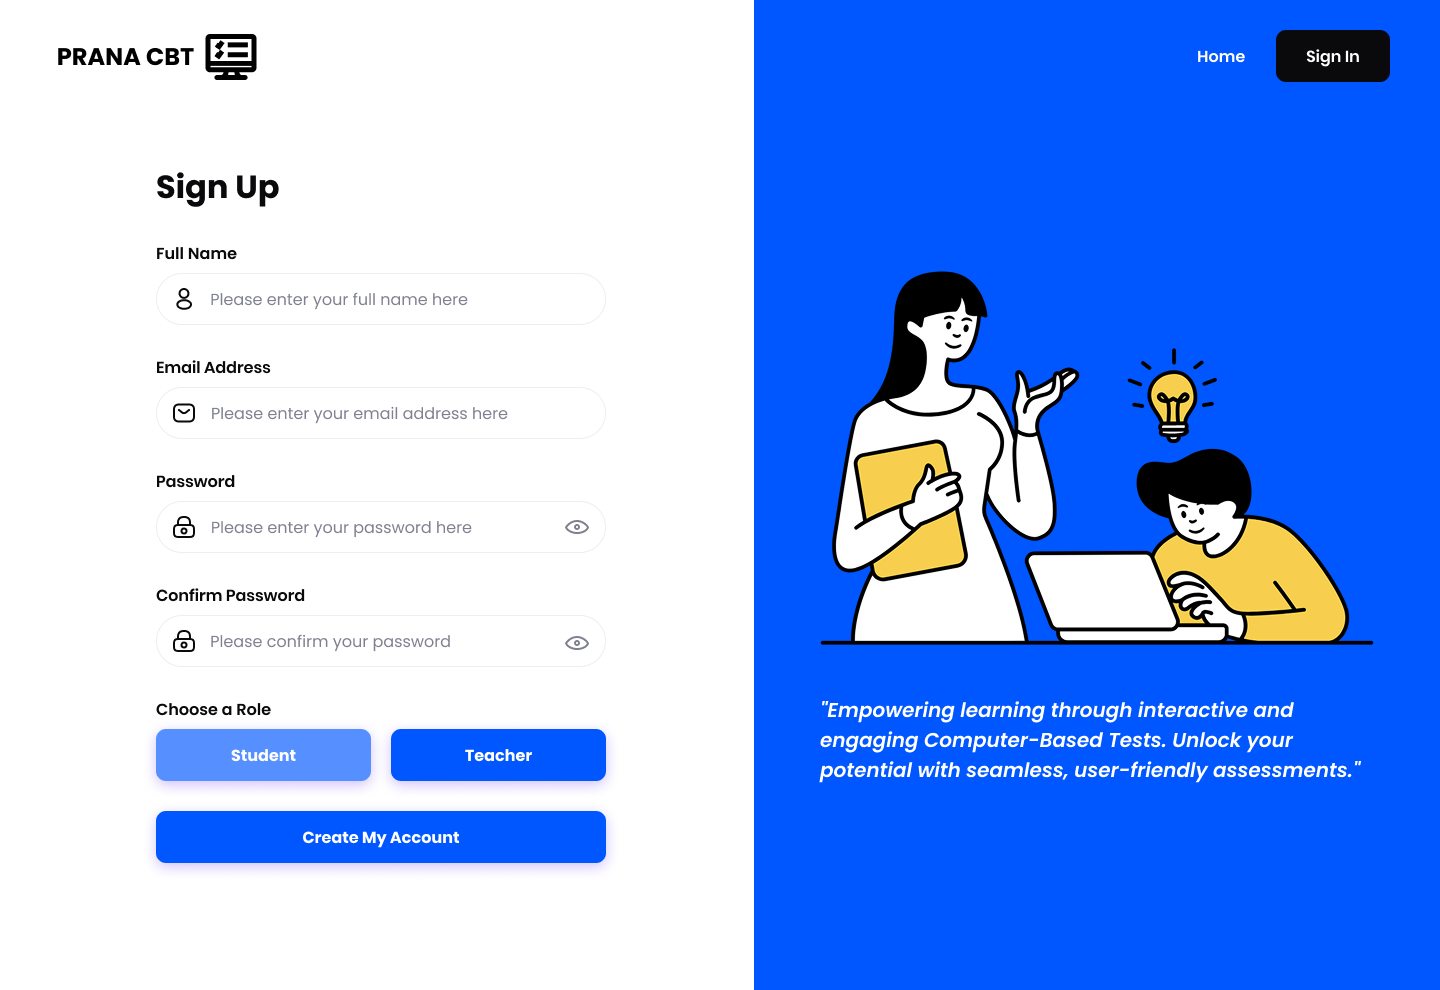 PRANA CBT
Home
Sign In
Sign Up
Full Name
Please enter your full name here
Email Address
Please enter your email address here
Password
Please enter your password here
Confirm Password
Please confirm your password
Choose a Role
Student
Teacher
Create My Account
"Empowering learning through interactive and
engaging Computer-Based Tests. Unlock your
potential with seamless, user-friendly assessments."